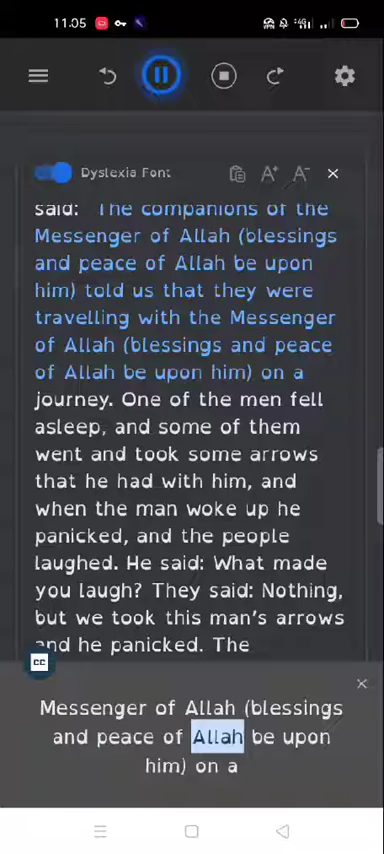 11.05
Dyslexia Font
A+ A-
said: The companions of the
Messenger of Allah (blessings
and peace of Allah be upon
him) told us that they were
travelling with the Messenger
of Allah (blessings and peace
of Allah be upon him) on a
journey. One of the men fell
asleep, and some of them
went and took some arrows
that he had with him, and
when the man woke up he
panicked, and the people
laughed. He said: What made
you laugh? They said: Nothing,
but we took this man's arrows
and he panicked. The
CC
Messenger of Allah (blessings
and peace of Allah be upon
him) on a